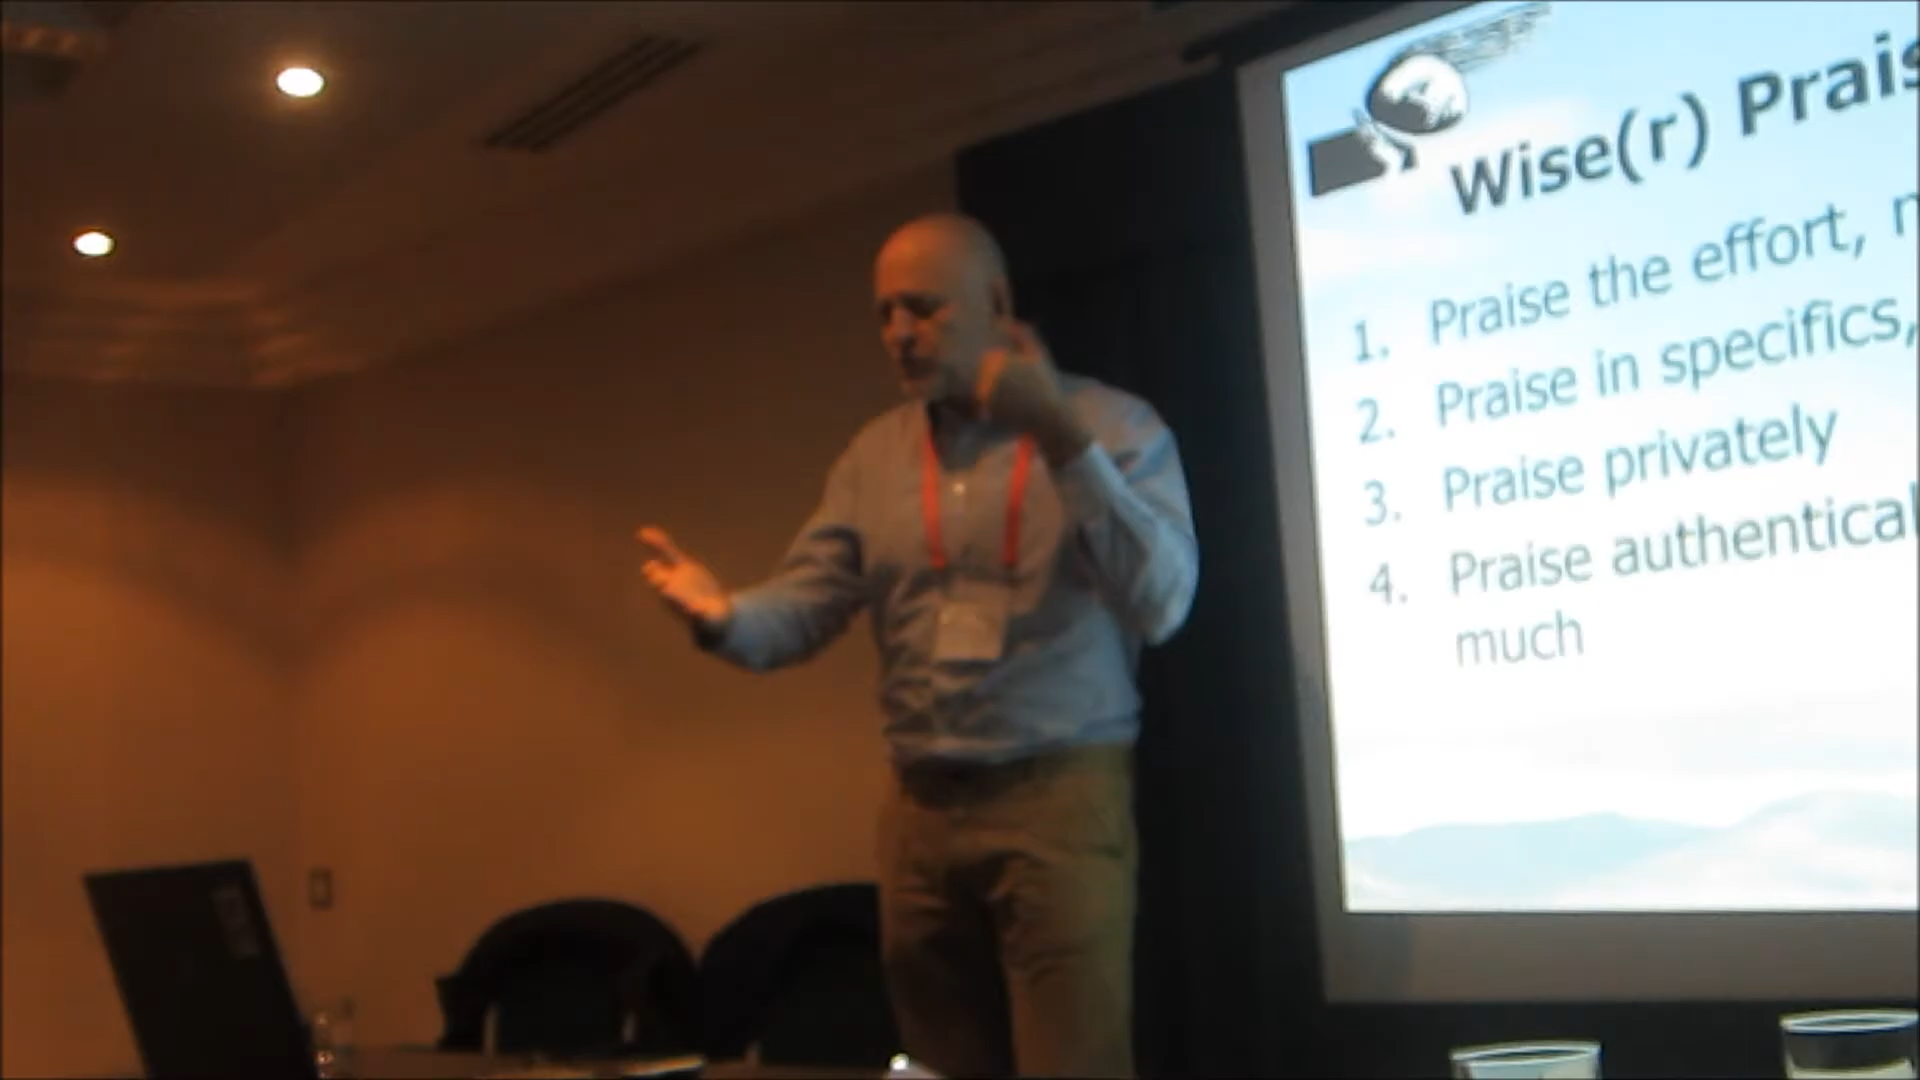 Wise(r) Prais
1. Praise the effort,
2. Praise in specifics,
3. Praise privately
4. Praise authentical
much